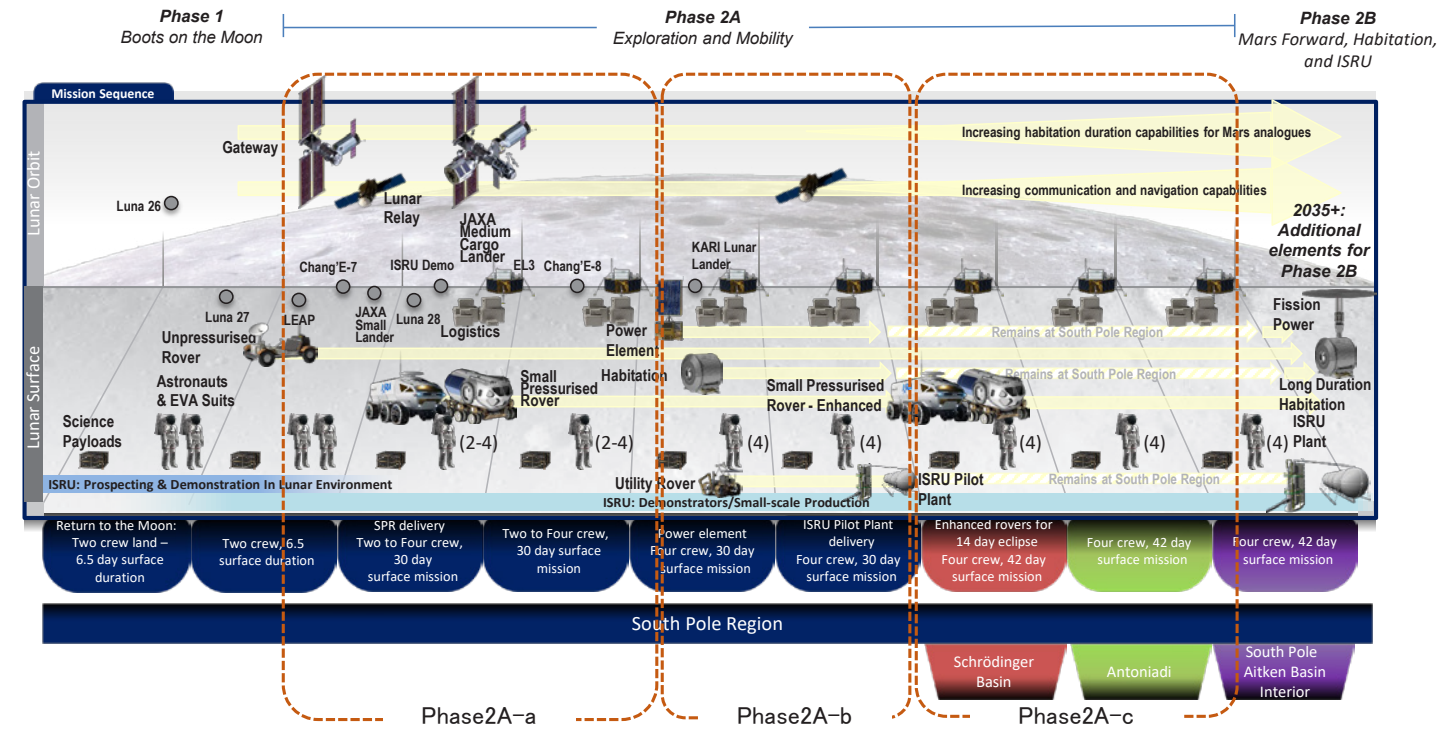 Phase 1
Boots on the Moon
Phase 2A
Exploration and Mobility
Phase 2B
Mars Forward, Habitation,
and ISRU
Mission Sequence
Lunar Orbit
Gateway
Increasing habitation duration capabilities for Mars analogues
Luna 26
Lunar
Relay
Increasing communication and navigation capabilities
JAXA
Medium
Cargo
Lander
2035+:
Additional
elements for
Phase 2B
Lunar Surface
Chang'E-7
ISRU Demo
EL3
Chang'E-8
KARI Lunar
Lander
Luna 27
LEAP
JAXA
Small
Lander
Luna 28
Logistics
Fission
Power
Unpressurised
Rover
Power
Element
Remains at South Pole Region
Astronauts
& EVA Suits
Small
Pressurised
Rover
Habitation
Small Pressurised
Rover - Enhanced
Remains at South Pole Region
Long Duration
Habitation
Science
Payloads
(2-4)
(2-4)
(4)
(4)
(4)
(4)
(4)
ISRU
Plant
ISRU: Prospecting & Demonstration In Lunar Environment
Utility Rover
ISRU Pilot
Plant
Remains at South Pole Region
ISRU: Demonstrators/Small-scale Production
Return to the Moon:
Two crew land –
6.5 day surface
duration
Two crew, 6.5
surface duration
SPR delivery
Two to Four crew,
30 day
surface mission
Two to Four crew,
30 day surface
mission
Power element
Four crew, 30 day
surface mission
ISRU Pilot Plant
delivery
Four crew, 30 day
surface mission
Enhanced rovers for
14 day eclipse
Four crew, 42 day
surface mission
Four crew, 42 day
surface mission
Four crew, 42 day
surface mission
South Pole Region
Schrödinger
Basin
Antoniadi
South Pole
Aitken Basin
Interior
Phase2A-a
Phase2A-b
Phase2A-c